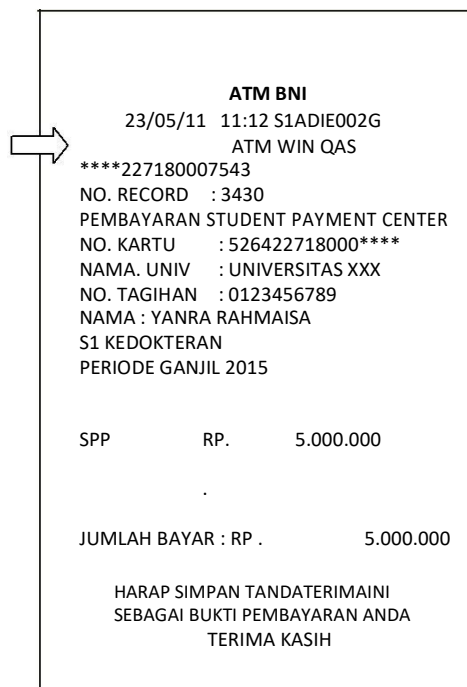 ATM BNI
23/05/11 11:12 S1ADIE002G
ATM WIN QAS
****227180007543
NO. RECORD : 3430
PEMBAYARAN STUDENT PAYMENT CENTER
NO. KARTU : 526422718000****
NAMA. UNIV : UNIVERSITAS XXX
NO. TAGIHAN : 0123456789
NAMA : YANRA RAHMAISA
S1 KEDOKTERAN
PERIODE GANJIL 2015
SPP RP. 5.000.000
.
JUMLAH BAYAR : RP . 5.000.000
HARAP SIMPAN TANDATERIMAINI
SEBAGAI BUKTI PEMBAYARAN ANDA
TERIMA KASIH